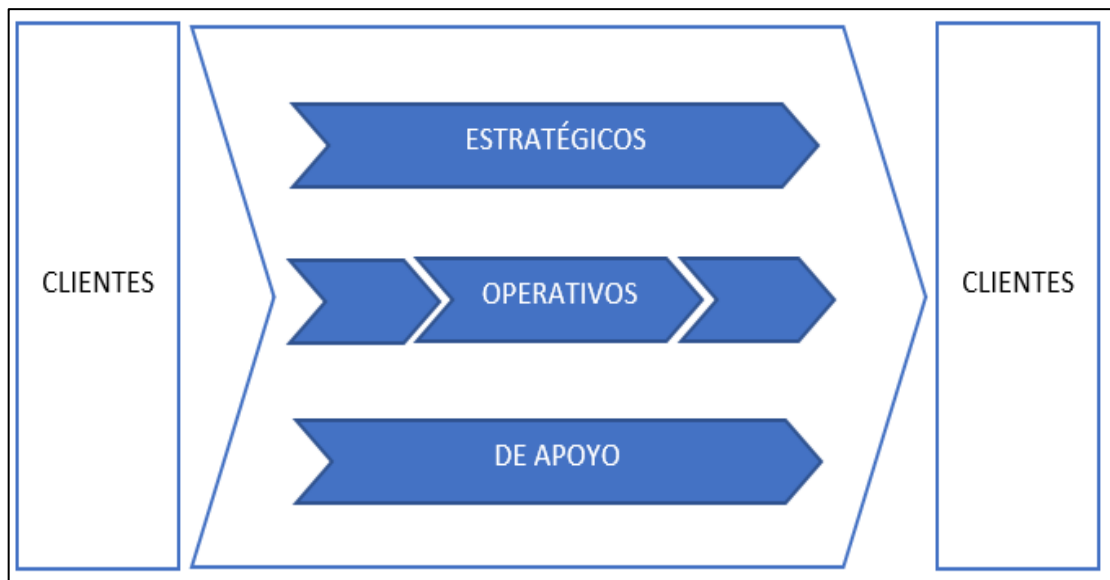 ESTRATÉGICOS
CLIENTES
OPERATIVOS
CLIENTES
DE APOYO